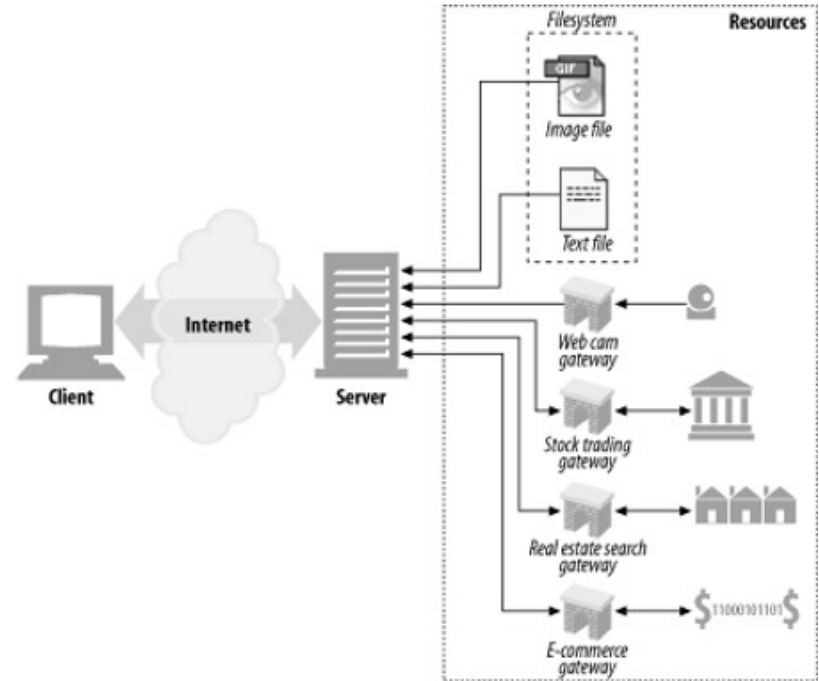 Filesystem
Resources
GIF
Image file
Text file
Internet
Client
Server
Web cam
gateway
Stock trading
gateway
Real estate search
gateway
$11000101101$
E-commerce
gateway